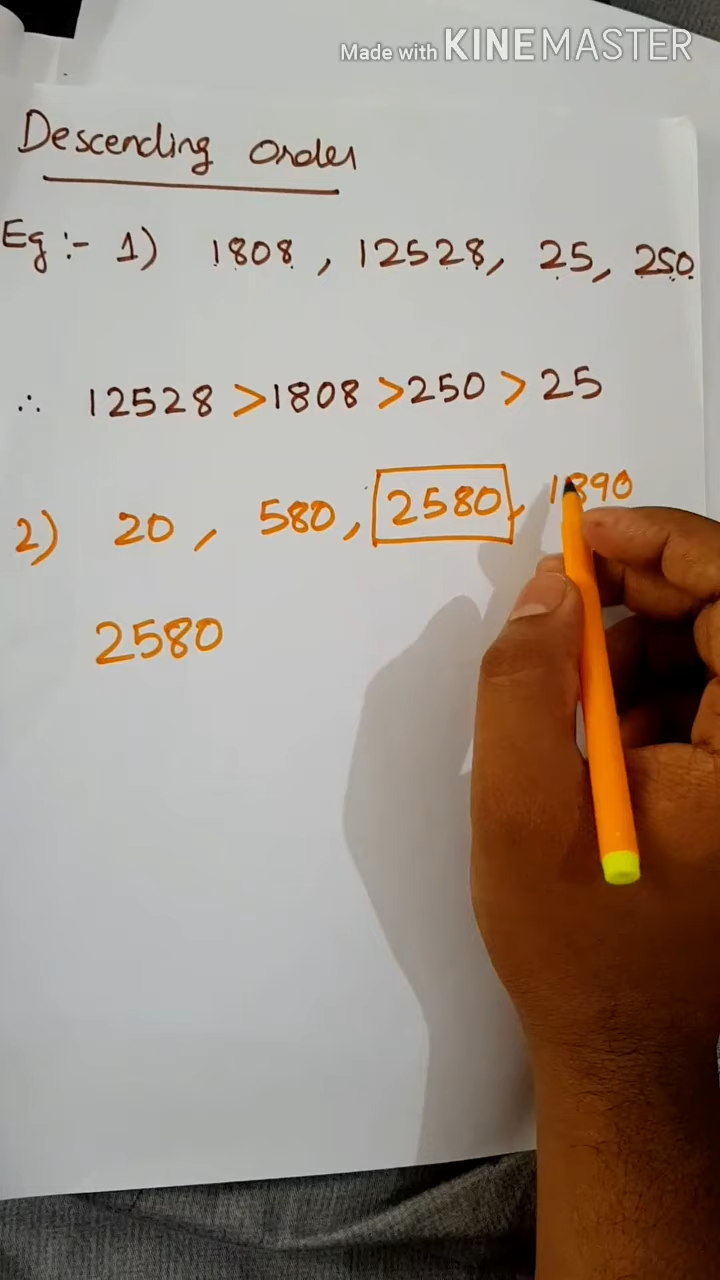 Made with KINEMASTER
Descending Order
Eg :- 1) 1808 , 12528, 25, 250
∴ 12528 > 1808 > 250 > 25
2) 20 , 580, 2580, 1890
2580